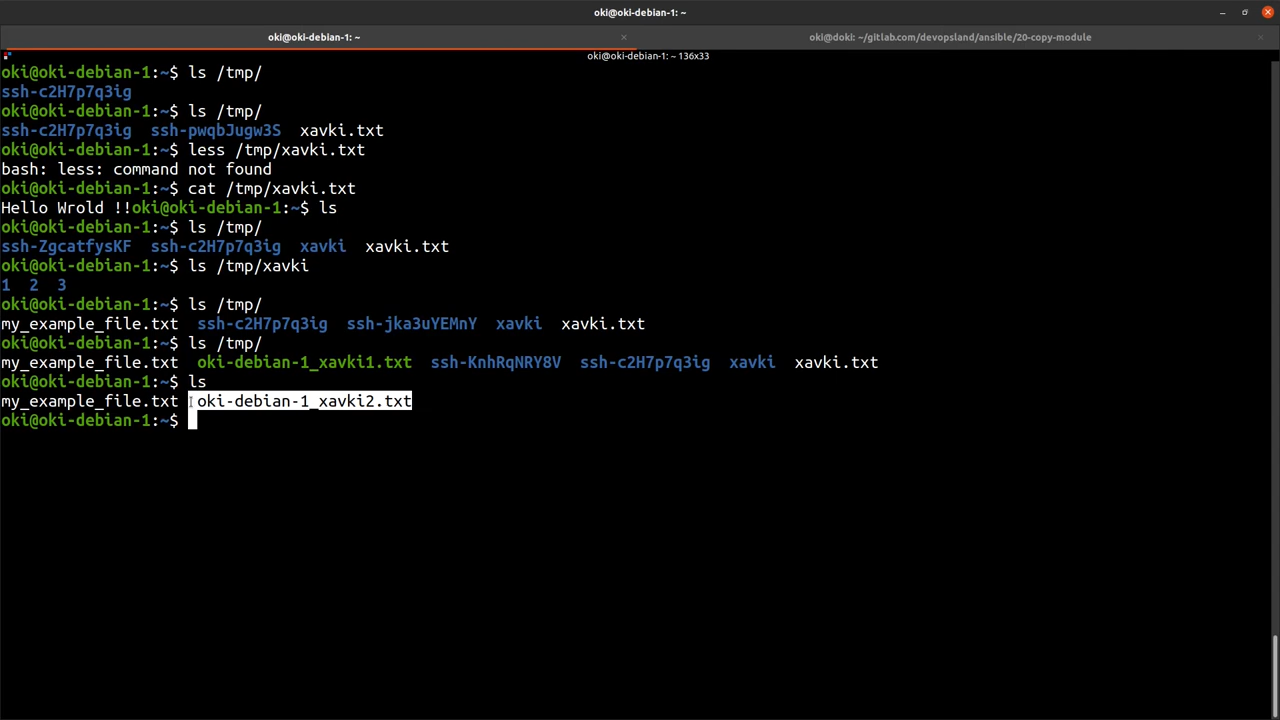 oki@oki-debian-1: ~
oki@oki-debian-1: ~ × oki@doki: ~/gitlab.com/devopsland/ansible/20-copy-module ×
oki@oki-debian-1: ~ 136x33
oki@oki-debian-1:~$ ls /tmp/
ssh-c2H7p7q3ig
oki@oki-debian-1:~$ ls /tmp/
ssh-c2H7p7q3ig ssh-pwqbJugw3S xavki.txt
oki@oki-debian-1:~$ less /tmp/xavki.txt
bash: less: command not found
oki@oki-debian-1:~$ cat /tmp/xavki.txt
Hello Wrold !!oki@oki-debian-1:~$ ls
oki@oki-debian-1:~$ ls /tmp/
ssh-ZgcatfysKF ssh-c2H7p7q3ig xavki xavki.txt
oki@oki-debian-1:~$ ls /tmp/xavki
1 2 3
oki@oki-debian-1:~$ ls /tmp/
my_example_file.txt ssh-c2H7p7q3ig ssh-jka3uYEMnY xavki xavki.txt
oki@oki-debian-1:~$ ls /tmp/
my_example_file.txt oki-debian-1_xavki1.txt ssh-KnhRqNRY8V ssh-c2H7p7q3ig xavki xavki.txt
oki@oki-debian-1:~$ ls
my_example_file.txt oki-debian-1_xavki2.txt
oki@oki-debian-1:~$